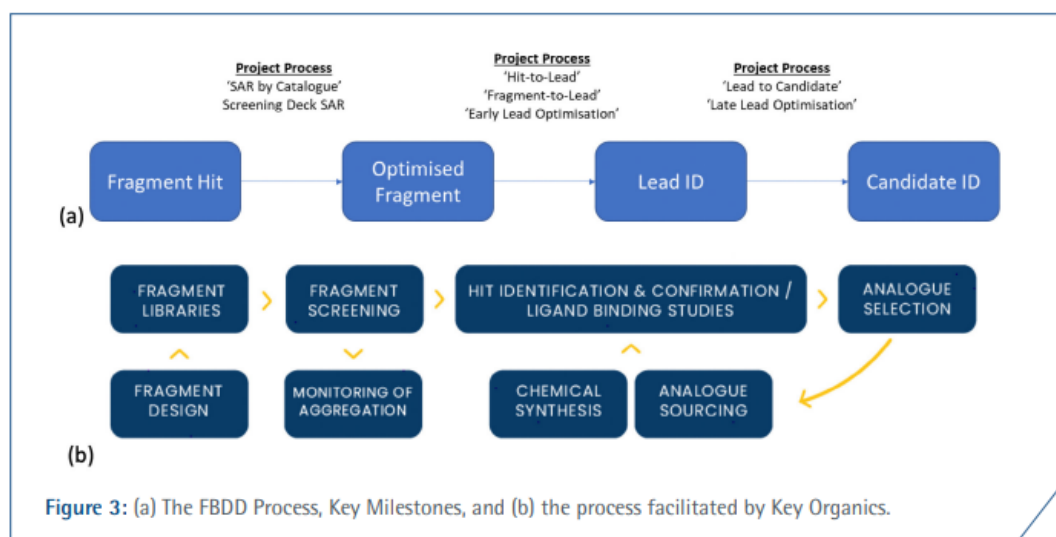 Project Process
'SAR by Catalogue'
Screening Deck SAR
Project Process
'Hit-to-Lead'
'Fragment-to-Lead'
'Early Lead Optimisation'
Project Process
'Lead to Candidate'
'Late Lead Optimisation'
Fragment Hit
Optimised
Fragment
Lead ID
Candidate ID
(a)
FRAGMENT
LIBRARIES
FRAGMENT
SCREENING
HIT IDENTIFICATION & CONFIRMATION /
LIGAND BINDING STUDIES
ANALOGUE
SELECTION
FRAGMENT
DESIGN
MONITORING OF
AGGREGATION
CHEMICAL
SYNTHESIS
ANALOGUE
SOURCING
(b)
Figure 3: (a) The FBDD Process, Key Milestones, and (b) the process facilitated by Key Organics.